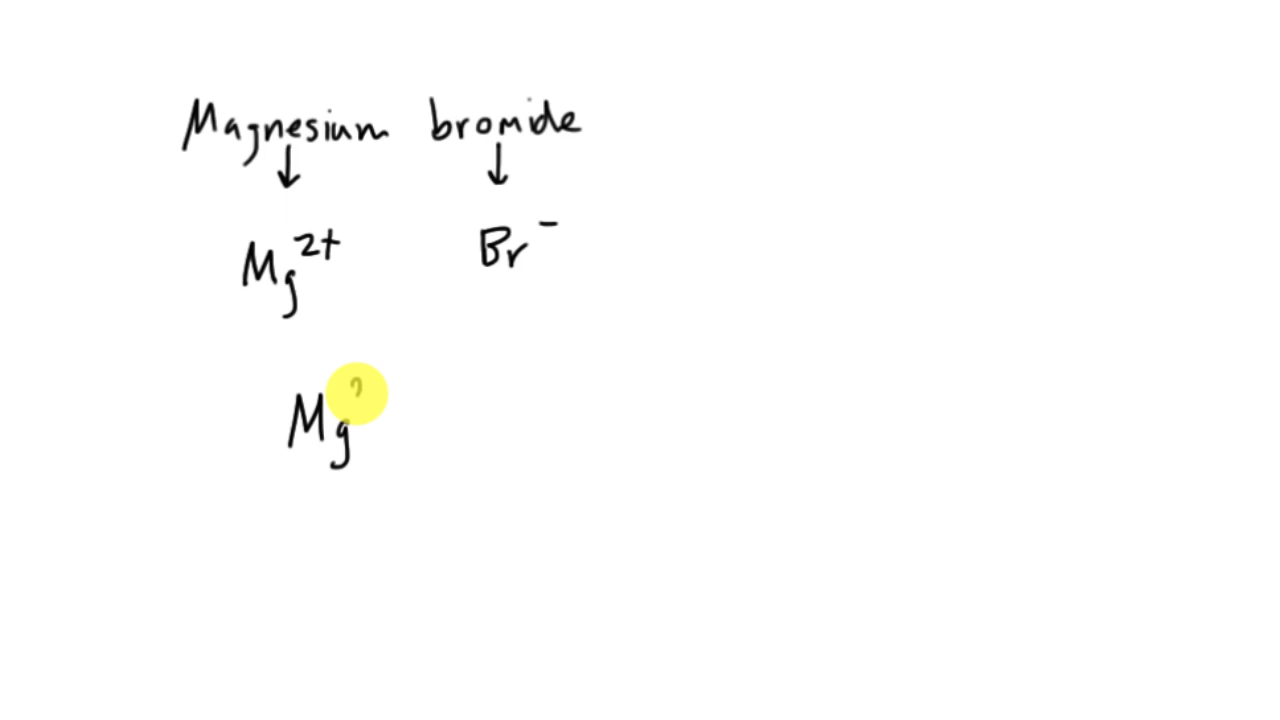 Magnesium bromide
↓ ↓
Mg²⁺ Br⁻
Mg